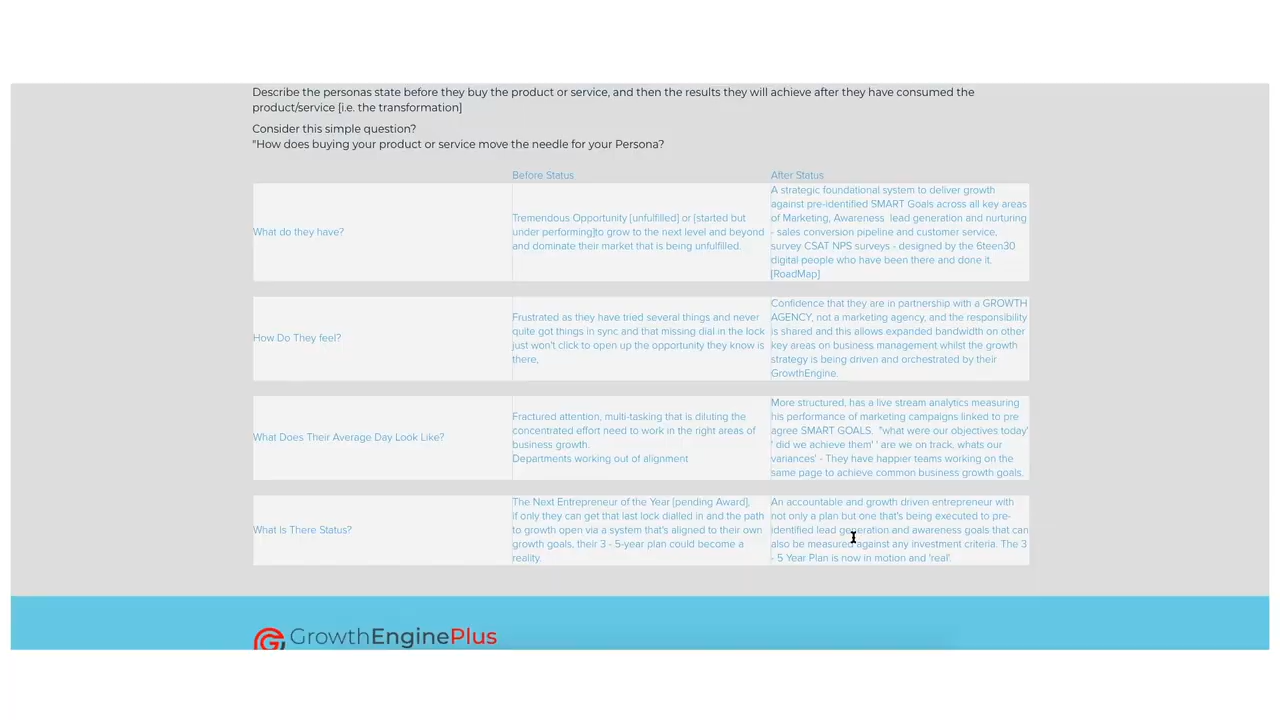 Describe the personas state before they buy the product or service, and then the results they will achieve after they have consumed the
product/service [i.e. the transformation]
Consider this simple question?
"How does buying your product or service move the needle for your Persona?
Before Status
After Status
What do they have?
Tremendous Opportunity [unfulfilled] or [started but
under performing]to grow to the next level and beyond
and dominate their market that is being unfulfilled.
A strategic foundational system to deliver growth
against pre-identified SMART Goals across all key areas
of Marketing, Awareness lead generation and nurturing
- sales conversion pipeline and customer service,
survey CSAT NPS surveys - designed by the 6teen30
digital people who have been there and done it.
[RoadMap]
How Do They feel?
Frustrated as they have tried several things and never
quite got things in sync and that missing dial in the lock
just won't click to open up the opportunity they know is
there,
Confidence that they are in partnership with a GROWTH
AGENCY, not a marketing agency, and the responsibility
is shared and this allows expanded bandwidth on other
key areas on business management whilst the growth
strategy is being driven and orchestrated by their
GrowthEngine.
What Does Their Average Day Look Like?
Fractured attention, multi-tasking that is diluting the
concentrated effort need to work in the right areas of
business growth.
Departments working out of alignment
More structured, has a live stream analytics measuring
his performance of marketing campaigns linked to pre
agree SMART GOALS. "what were our objectives today'
' did we achieve them' ' are we on track, whats our
variances' - They have happier teams working on the
same page to achieve common business growth goals.
What Is There Status?
The Next Entrepreneur of the Year [pending Award],
if only they can get that last lock dialled in and the path
to growth open via a system that's aligned to their own
growth goals, their 3 - 5-year plan could become a
reality.
An accountable and growth driven entrepreneur with
not only a plan but one that's being executed to pre-
identified lead generation and awareness goals that can
also be measured against any investment criteria. The 3
- 5 Year Plan is now in motion and 'real'.
GrowthEnginePlus